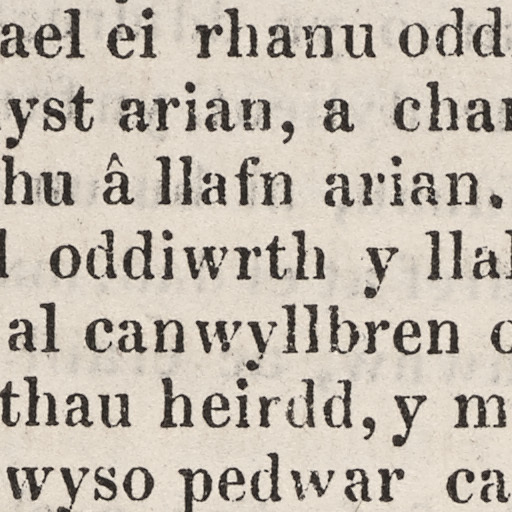 ael ei rhanu odd
yst arian, a char
hu â llafn arian.
l oddiwrth y llal
al canwyllbren o
thau heirdd, y m
wyso pedwar ca